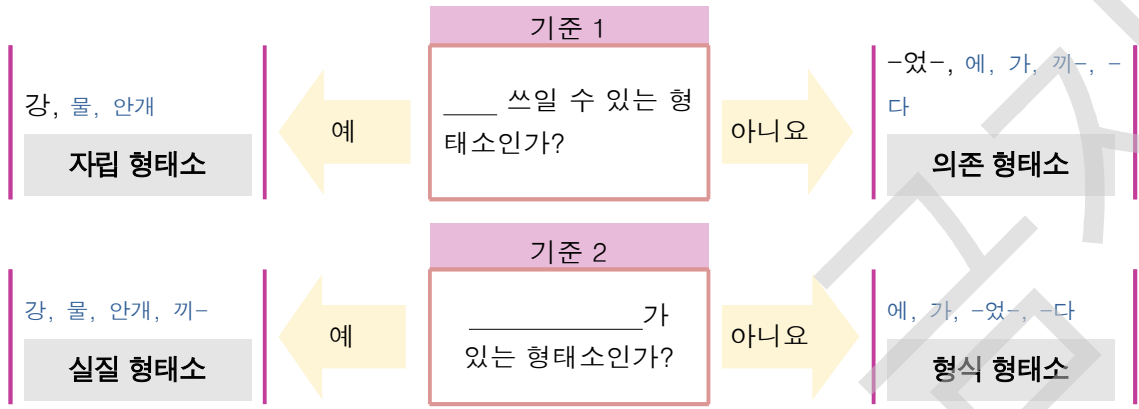 기준 1
강, 물, 안개
자립 형태소
예
____ 쓰일 수 있는 형
태소인가?
아니요
-었-, 에, 가, 끼-, -
다
의존 형태소
기준 2
강, 물, 안개, 끼-
실질 형태소
예
_____________가
있는 형태소인가?
아니요
에, 가, -었-, -다
형식 형태소